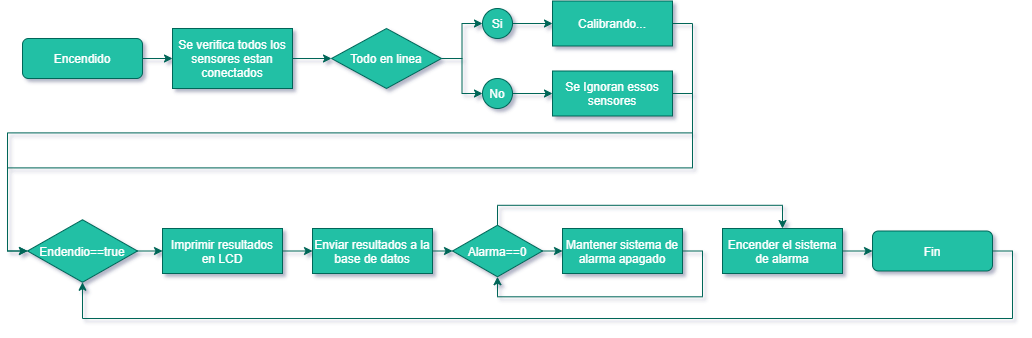 Encendido
Se verifica todos los
sensores estan
conectados
Todo en linea
Si
Calibrando...
No
Se Ignoran essos
sensores
Endendio==true
Imprimir resultados
en LCD
Enviar resultados a la
base de datos
Alarma==0
Mantener sistema de
alarma apagado
Encender el sistema
de alarma
Fin